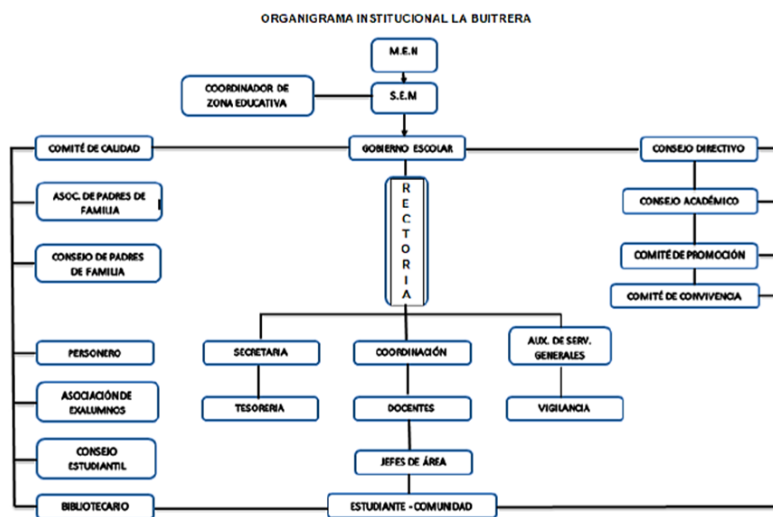 ORGANIGRAMA INSTITUCIONAL LA BUITRERA
M.E.N
COORDINADOR DE
ZONA EDUCATIVA
S.E.M
COMITÉ DE CALIDAD
GOBIERNO ESCOLAR
CONSEJO DIRECTIVO
ASOC. DE PADRES DE
FAMILIA
RECTORIA
CONSEJO ACADÉMICO
CONSEJO DE PADRES
DE FAMILIA
COMITÉ DE PROMOCIÓN
COMITÉ DE CONVIVENCIA
PERSONERO
SECRETARIA
COORDINACIÓN
AUX. DE SERV.
GENERALES
ASOCIACIÓN DE
EXALUMNOS
TESORERIA
DOCENTES
VIGILANCIA
CONSEJO
ESTUDIANTIL
JEFES DE ÁREA
BIBLIOTECARIO
ESTUDIANTE - COMUNIDAD